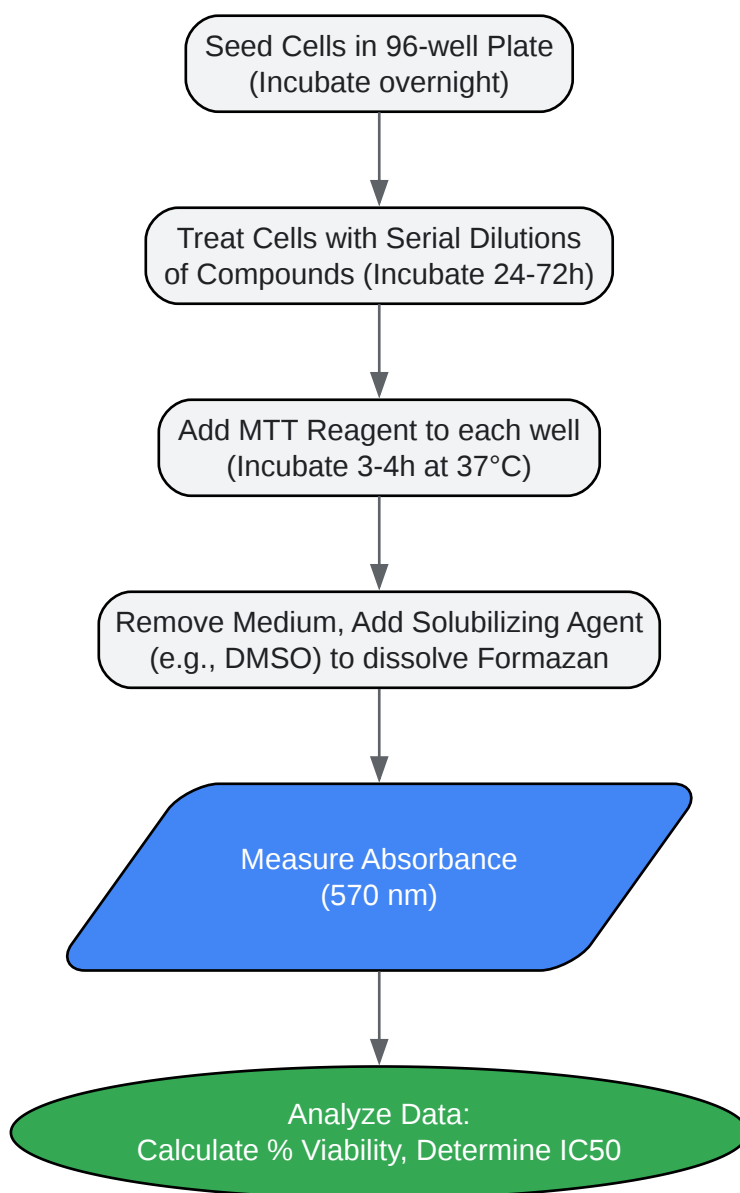 Seed Cells in 96-well Plate
(Incubate overnight)
Treat Cells with Serial Dilutions
of Compounds (Incubate 24-72h)
Add MTT Reagent to each well
(Incubate 3-4h at 37°C)
Remove Medium, Add Solubilizing Agent
(e.g., DMSO) to dissolve Formazan
Measure Absorbance
(570 nm)
Analyze Data:
Calculate % Viability, Determine IC50